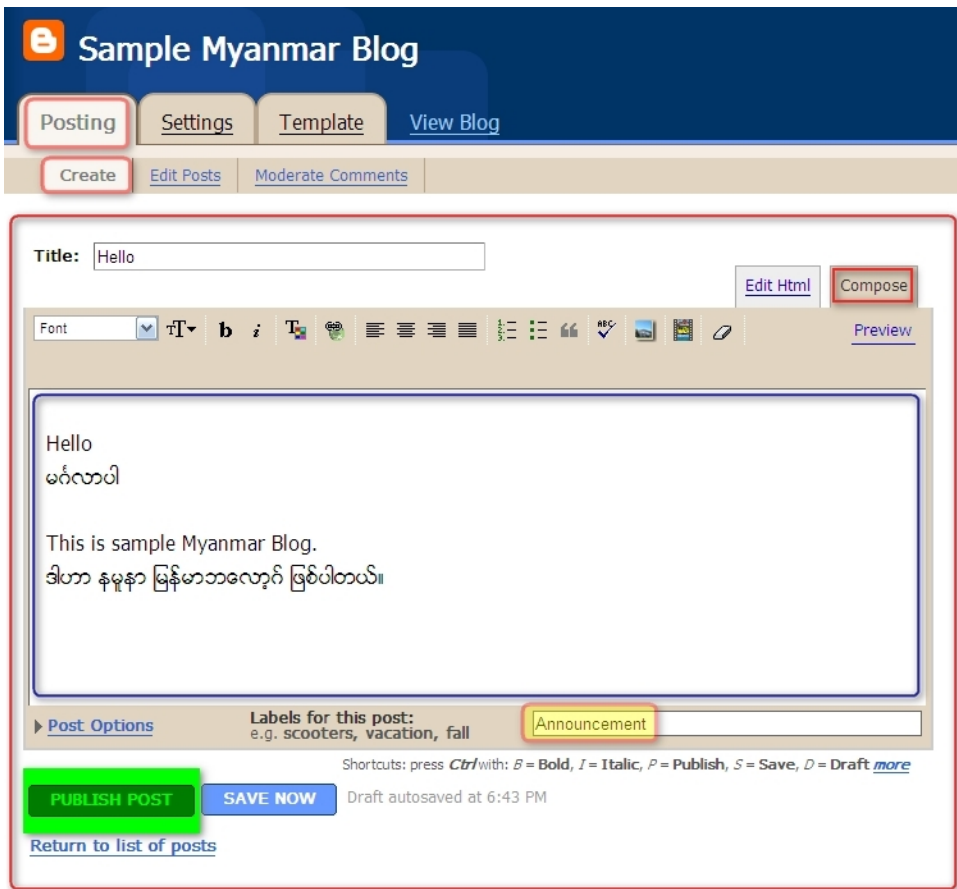 Sample Myanmar Blog
Posting Settings Template View Blog
Create Edit Posts Moderate Comments
Title: Hello
Edit Html Compose
Font Preview
Hello
မင်္ဂလာပါ
This is sample Myanmar Blog.
ဒါဟာ နမူနာ မြန်မာဘလော့ဂ် ဖြစ်ပါတယ်။
Post Options Labels for this post: Announcement
e.g. scooters, vacation, fall
Shortcuts: press Ctrl with: B = Bold, I = Italic, P = Publish, S = Save, D = Draft more
PUBLISH POST SAVE NOW Draft autosaved at 6:43 PM
Return to list of posts